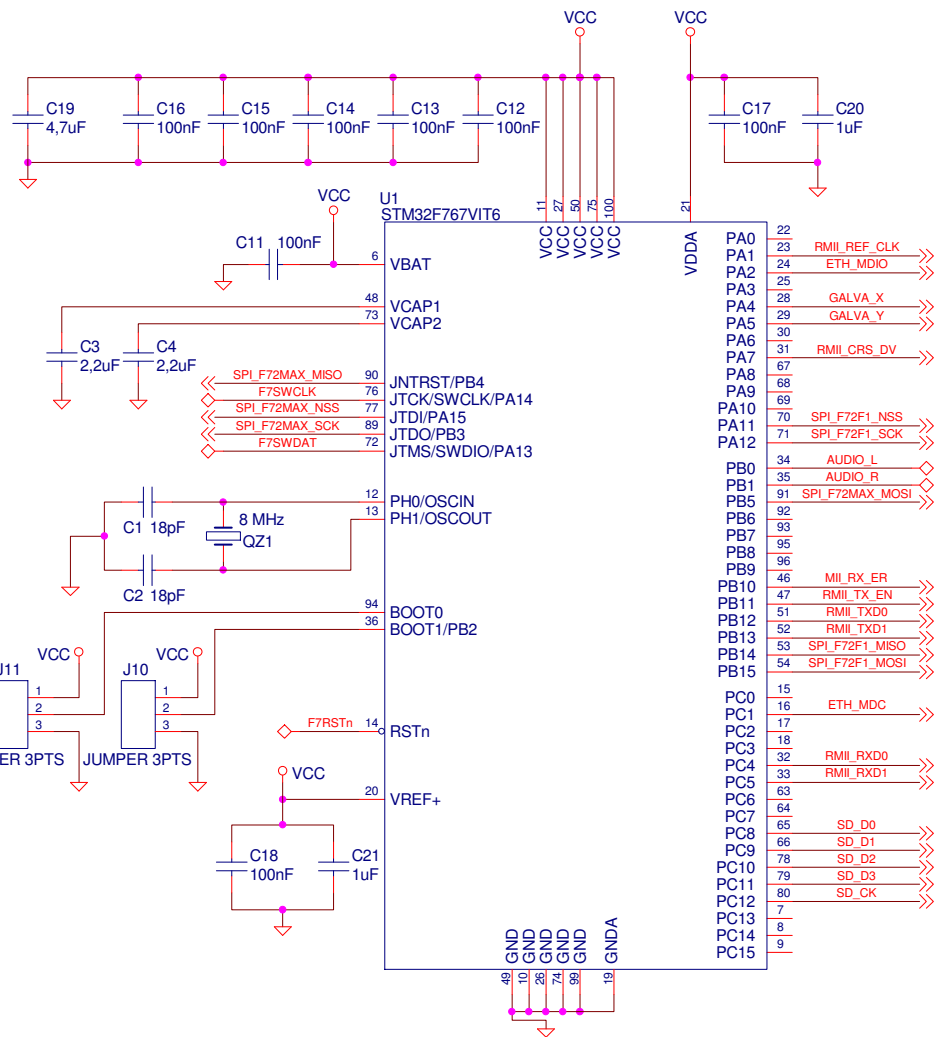 VCC
VCC
C19
4,7uF
C16
100nF
C15
100nF
C14
100nF
C13
100nF
C12
100nF
C17
100nF
C20
1uF
VCC
U1
STM32F767VIT6
C11 100nF
11 27 50 75 100 21
VCC VCC VCC VCC VCC VDDA
6 VBAT
48 VCAP1
73 VCAP2
C3
2,2uF
C4
2,2uF
SPI_F72MAX_MISO 90 JNTRST/PB4
F7SWCLK 76 JTCK/SWCLK/PA14
SPI_F72MAX_NSS 77 JTDI/PA15
SPI_F72MAX_SCK 89 JTDO/PB3
F7SWDAT 72 JTMS/SWDIO/PA13
12 PH0/OSCIN
13 PH1/OSCOUT
C1 18pF
8 MHz
QZ1
C2 18pF
94 BOOT0
36 BOOT1/PB2
J11
VCC
1
2
3
ER 3PTS
J10
VCC
1
2
3
JUMPER 3PTS
F7RSTn 14 RSTn
VCC
20 VREF+
C18
100nF
C21
1uF
PA0 22
PA1 23 RMII_REF_CLK
PA2 24 ETH_MDIO
PA3 25
PA4 28 GALVA_X
PA5 29 GALVA_Y
PA6 30
PA7 31 RMII_CRS_DV
PA8 67
PA9 68
PA10 69
PA11 70 SPI_F72F1_NSS
PA12 71 SPI_F72F1_SCK
PB0 34 AUDIO_L
PB1 35 AUDIO_R
PB5 91 SPI_F72MAX_MOSI
PB6 92
PB7 93
PB8 95
PB9 96
PB10 46 MII_RX_ER
PB11 47 RMII_TX_EN
PB12 51 RMII_TXD0
PB13 52 RMII_TXD1
PB14 53 SPI_F72F1_MISO
PB15 54 SPI_F72F1_MOSI
PC0 15
PC1 16 ETH_MDC
PC2 17
PC3 18
PC4 32 RMII_RXD0
PC5 33 RMII_RXD1
PC6 63
PC7 64
PC8 65 SD_D0
PC9 66 SD_D1
PC10 78 SD_D2
PC11 79 SD_D3
PC12 80 SD_CK
PC13 7
PC14 8
PC15 9
GND GND GND GND GND GNDA
49 10 26 74 99 19